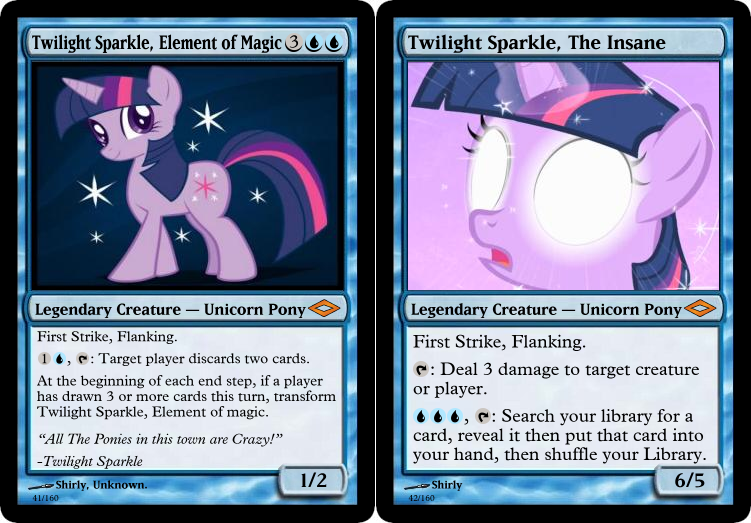 Twilight Sparkle, Element of Magic 3
Legendary Creature — Unicorn Pony
First Strike, Flanking.
1 , : Target player discards two cards.
At the beginning of each end step, if a
player has drawn 3 or more cards this turn, transform
Twilight Sparkle, Element of magic.
“All The Ponies in this town are Crazy!”
-Twilight Sparkle
1/2
Shirly, Unknown.
41/160
Twilight Sparkle, The Insane
Legendary Creature — Unicorn Pony
First Strike, Flanking.
: Deal 3 damage to target creature
or player.
, : Search your library for a
card, reveal it then put that card into
your hand, then shuffle your Library.
6/5
Shirly
42/160